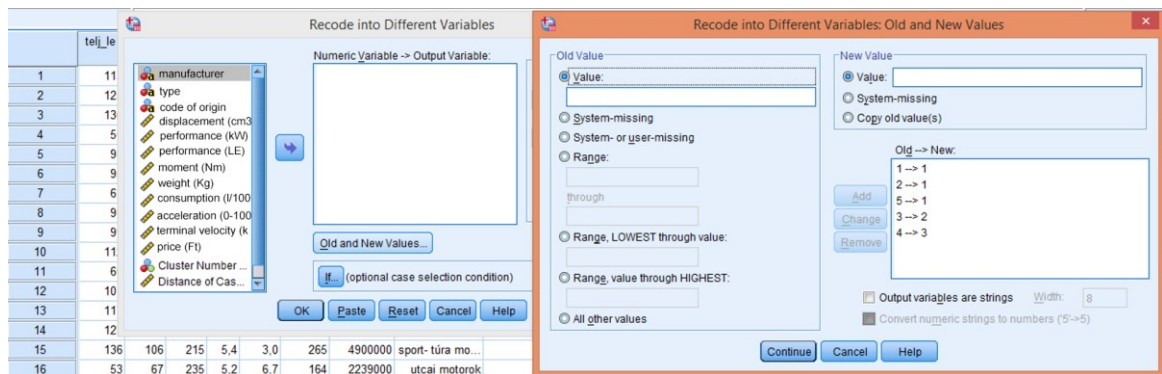 telj_le
1 11
2 12
3 13
4 5
5 9
6 9
7 6
8 9
9 9
10 11
11 6
12 10
13 11
14 12
15 136 106 215 5,4 3,0 265 4900000 sport- túra mo...
16 53 67 235 5,2 6,7 164 2239000 utcai motorok
Recode into Different Variables
manufacturer
type
code of origin
displacement (cm3
performance (kW)
performance (LE)
moment (Nm)
weight (Kg)
consumption (l/100
acceleration (0-100
terminal velocity (k
price (Ft)
Cluster Number ...
Distance of Cas...
Numeric Variable -> Output Variable:
Old and New Values...
If... (optional case selection condition)
OK Paste Reset Cancel Help
Recode into Different Variables: Old and New Values
Old Value
Value:
System-missing
System- or user-missing
Range:
through
Range, LOWEST through value:
Range, value through HIGHEST:
All other values
New Value
Value:
System-missing
Copy old value(s)
Old --> New:
1 --> 1
2 --> 1
5 --> 1
3 --> 2
4 --> 3
Add
Change
Remove
Output variables are strings Width: 8
Convert numeric strings to numbers ('5'->5)
Continue Cancel Help